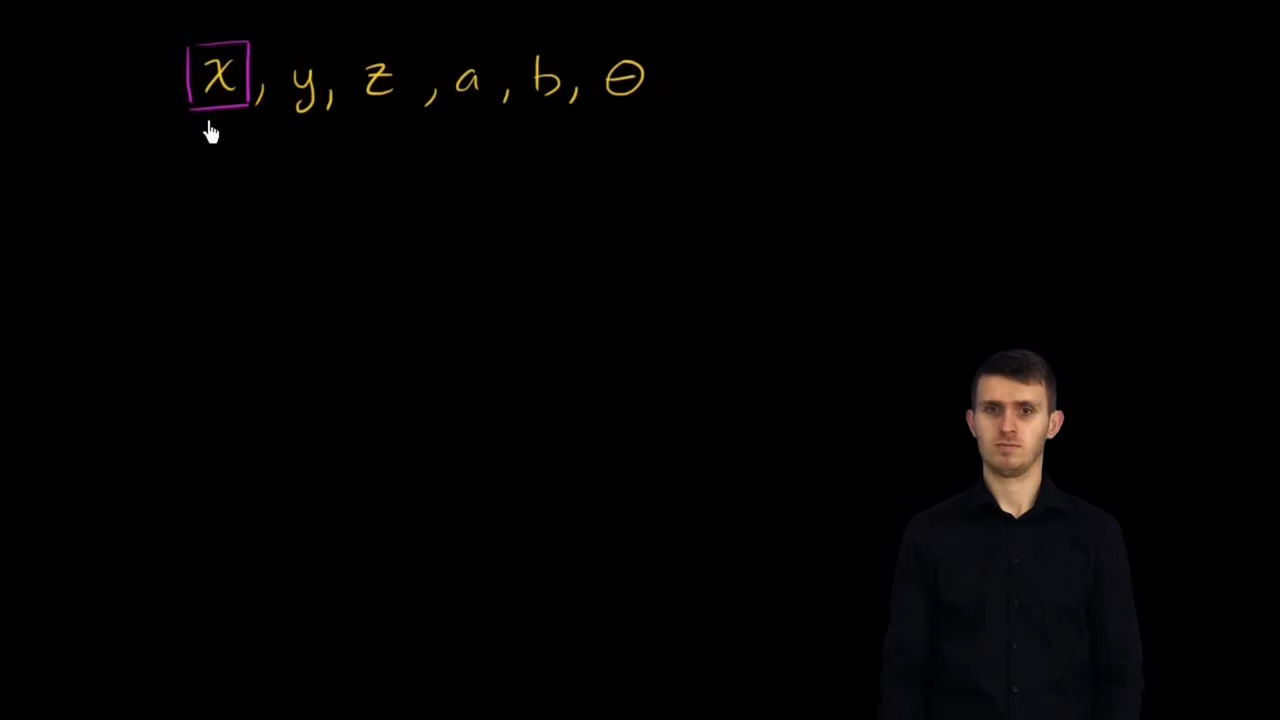 x, y, z, a, b, θ